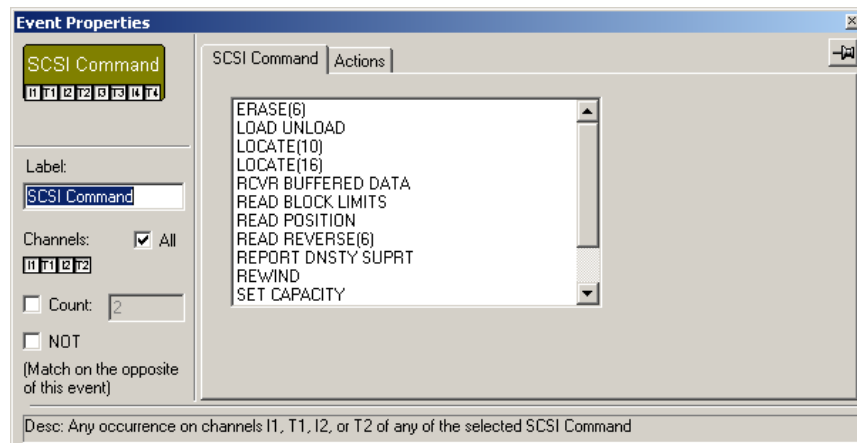 Event Properties
SCSI Command
I1 T1 I2 T2 I3 T3 I4 T4
SCSI Command Actions
ERASE(6)
LOAD UNLOAD
LOCATE(10)
LOCATE(16)
RCVR BUFFERED DATA
READ BLOCK LIMITS
READ POSITION
READ REVERSE(6)
REPORT DNSTY SUPRT
REWIND
SET CAPACITY
Label:
SCSI Command
Channels: All
I1 T1 I2 T2
Count: 2
NOT
(Match on the opposite
of this event)
Desc: Any occurrence on channels I1, T1, I2, or T2 of any of the selected SCSI Command